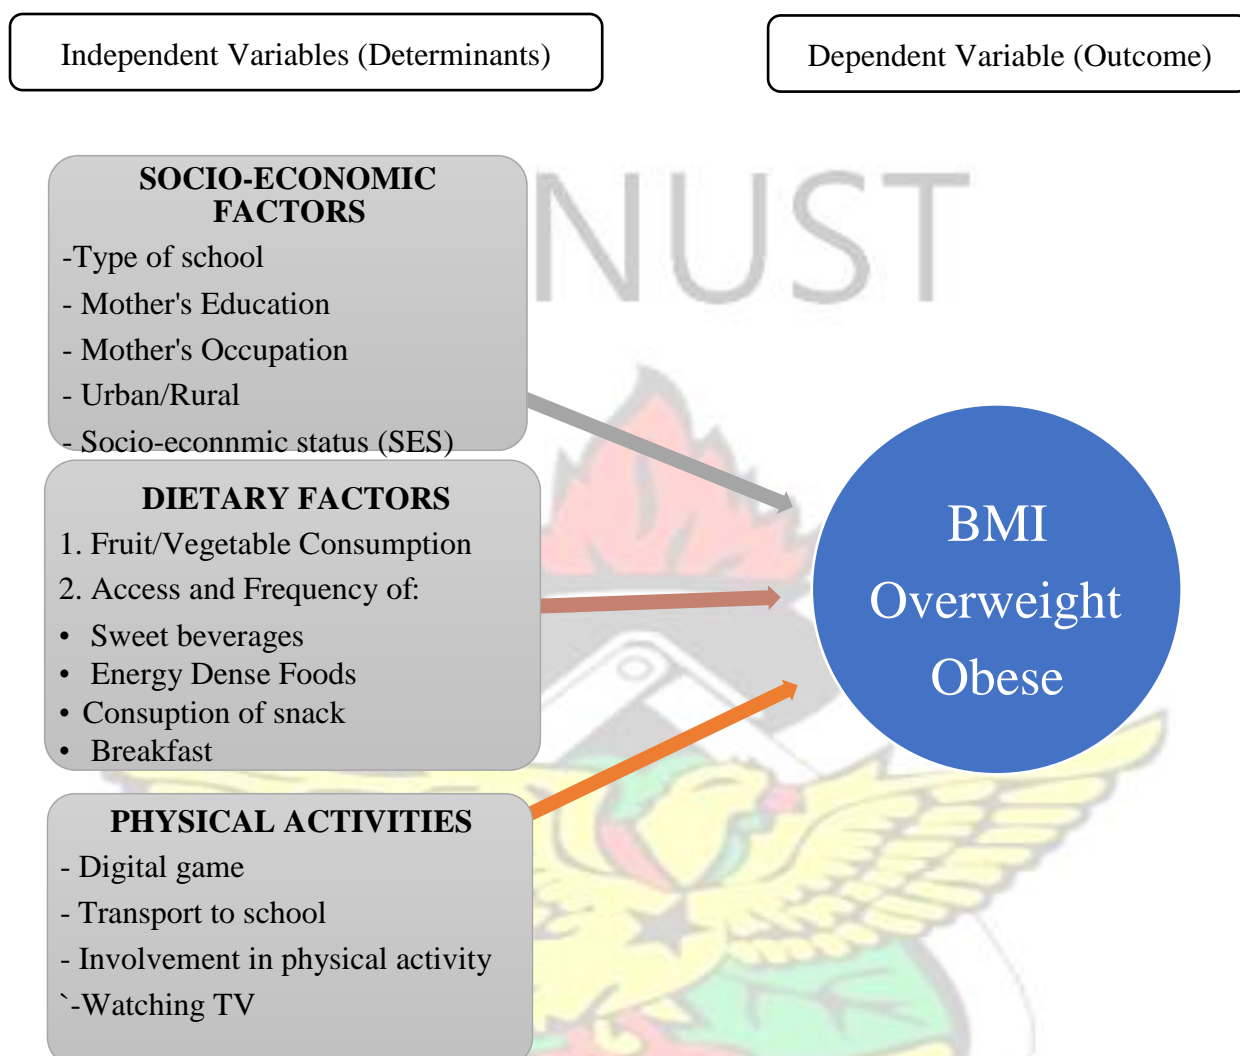 Independent Variables (Determinants)
Dependent Variable (Outcome)
NUST
SOCIO-ECONOMIC
FACTORS
-Type of school
- Mother's Education
- Mother's Occupation
- Urban/Rural
- Socio-econnmic status (SES)
DIETARY FACTORS
1. Fruit/Vegetable Consumption
2. Access and Frequency of:
• Sweet beverages
• Energy Dense Foods
• Consuption of snack
• Breakfast
PHYSICAL ACTIVITIES
- Digital game
- Transport to school
- Involvement in physical activity
`-Watching TV
BMI
Overweight
Obese